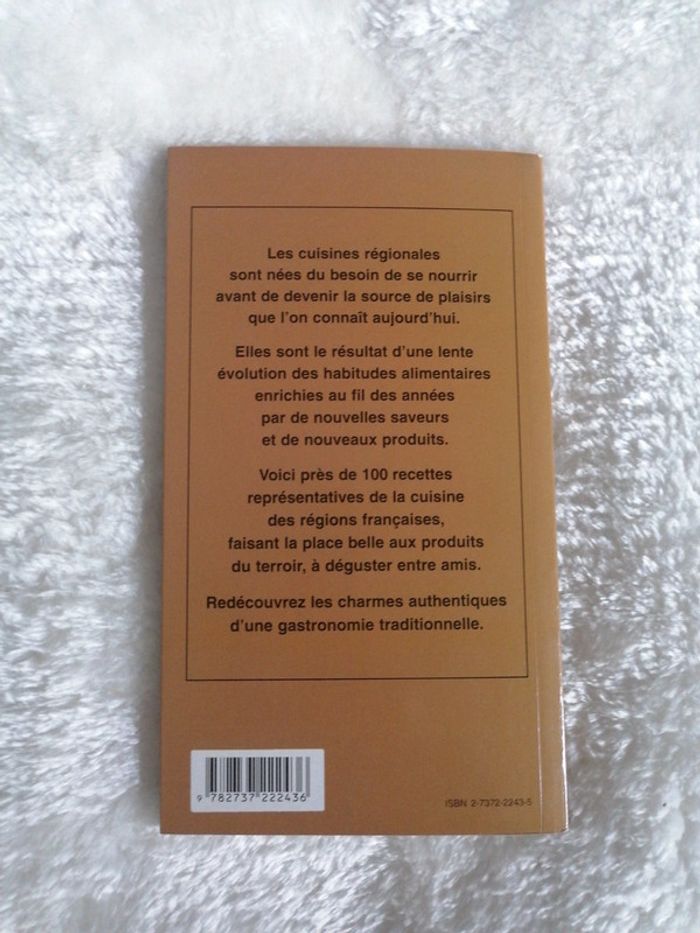 Les cuisines régionales
sont nées du besoin de se nourrir
avant de devenir la source de plaisirs
que l'on connaît aujourd'hui.
Elles sont le résultat d'une lente
évolution des habitudes alimentaires
enrichies au fil des années
par de nouvelles saveurs
et de nouveaux produits.
Voici près de 100 recettes
représentatives de la cuisine
des régions françaises,
faisant la place belle aux produits
du terroir, à déguster entre amis.
Redécouvrez les charmes authentiques
d'une gastronomie traditionnelle.
9 782737 222436
ISBN 2-7372-2243-5